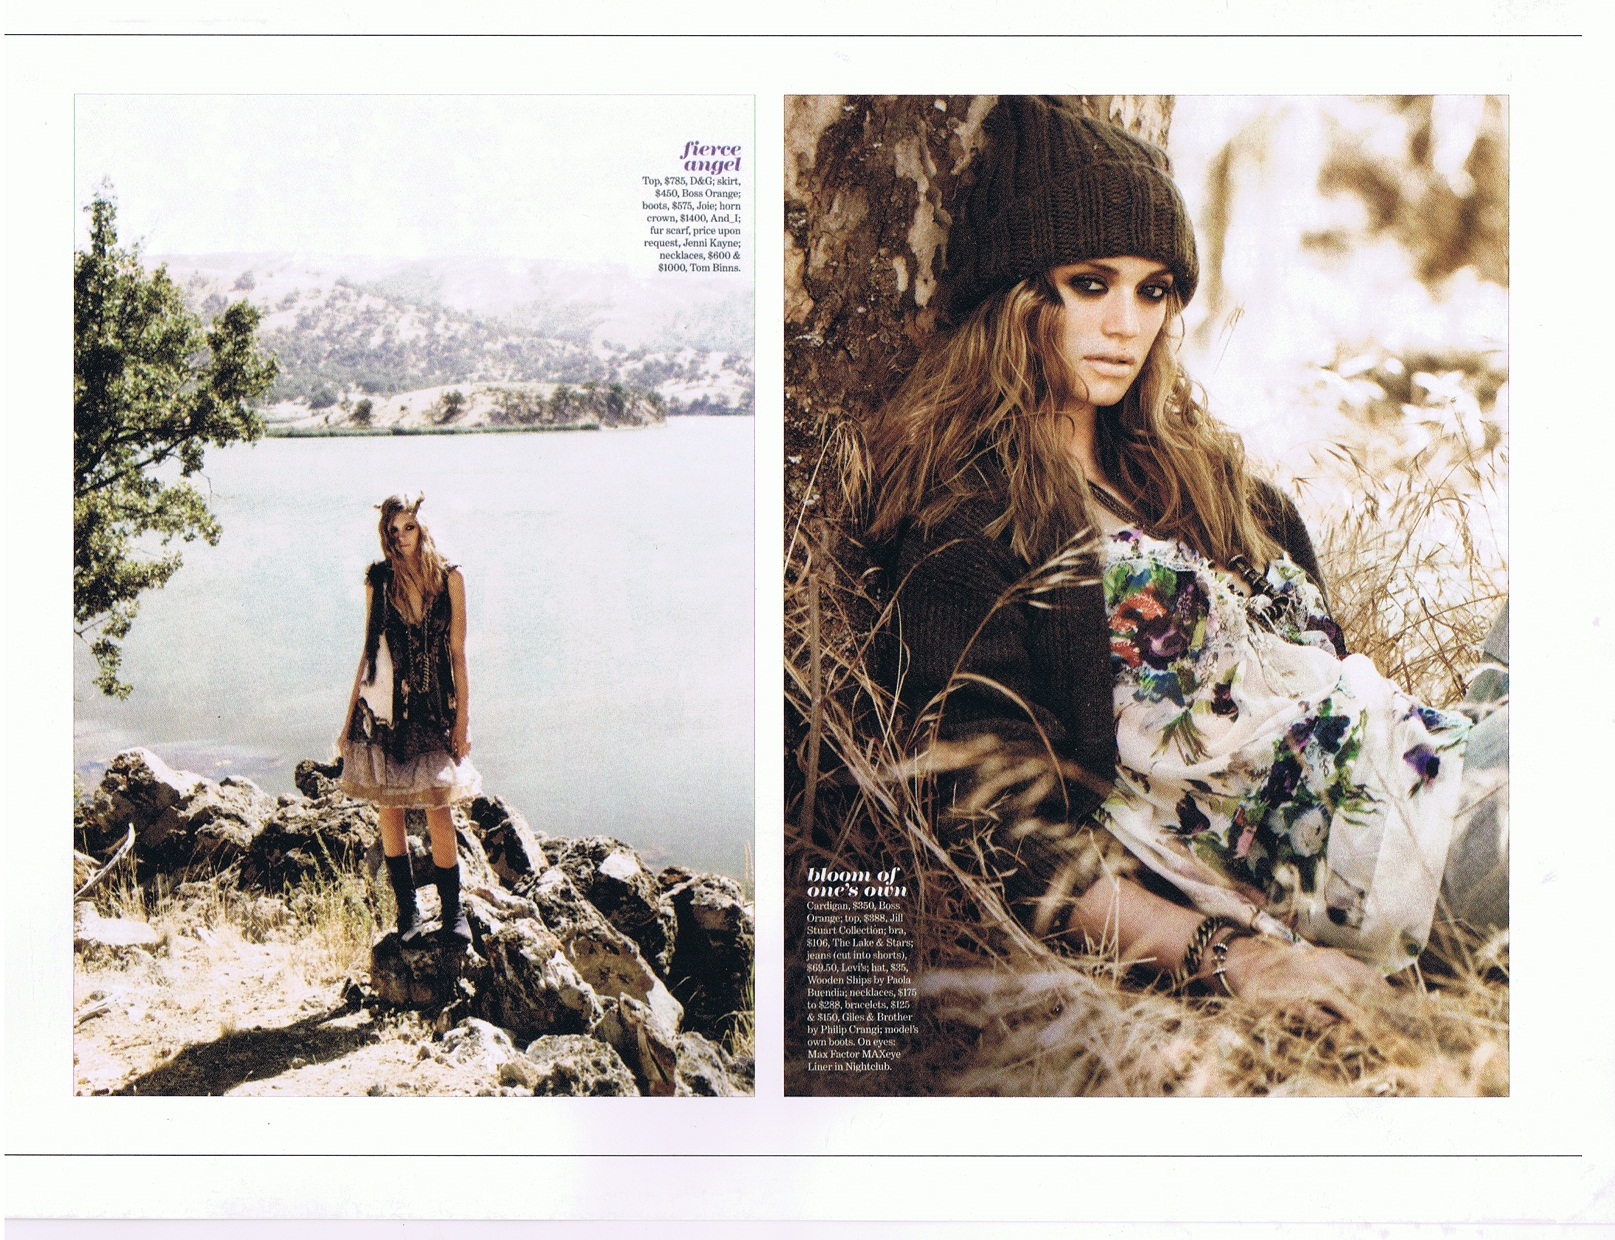 fierce
angel
Top, $785, D&G; skirt,
$450, Boss Orange;
boots, $575, Joie; horn
crown, $1400, And_I;
fur scarf, price upon
request, Jenni Kayne;
necklaces, $600 &
$1000, Tom Binns.
bloom of
one's own
Cardigan, $350, Boss
Orange; top, $388, Jill
Stuart Collection; bra,
$106, The Lake & Stars;
jeans (cut into shorts),
$69.50, Levi's; hat, $35,
Wooden Ships by Paola
Buendia; necklaces, $175
to $288, bracelets, $125
& $150, Giles & Brother
by Philip Crangi; model's
own boots. On eyes:
Max Factor MAXeye
Liner in Nightclub.